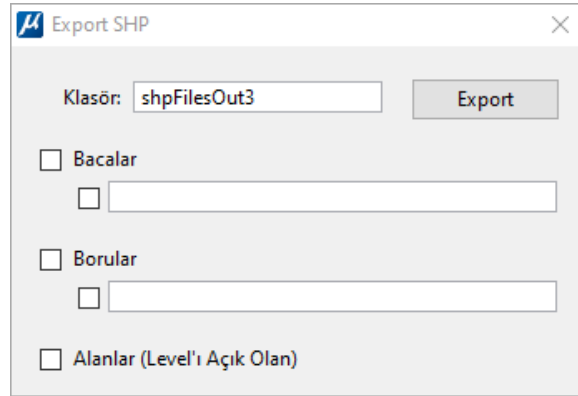 Export SHP
Klasör: shpFilesOut3 Export
Bacalar
Borular
Alanlar (Level'ı Açık Olan)